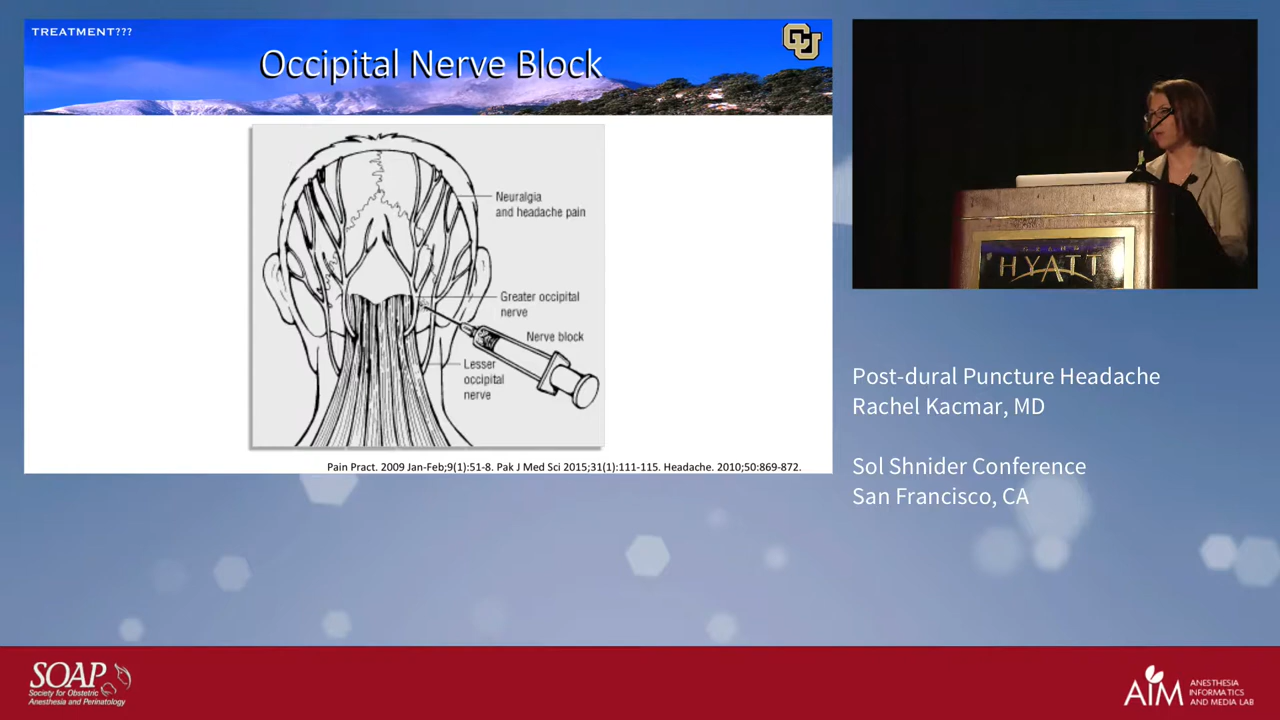 TREATMENT???
CU
Occipital Nerve Block
Neuralgia
and headache pain
Greater occipital
nerve
Nerve block
Lesser
occipital
nerve
Pain Pract. 2009 Jan-Feb;9(1):51-8. Pak J Med Sci 2015;31(1):111-115. Headache. 2010;50:869-872.
GRAND
HYATT
Post-dural Puncture Headache
Rachel Kacmar, MD
Sol Shnider Conference
San Francisco, CA
SOAP
Society for Obstetric
Anesthesia and Perinatology
AIM
ANESTHESIA
INFORMATICS
AND MEDIA LAB